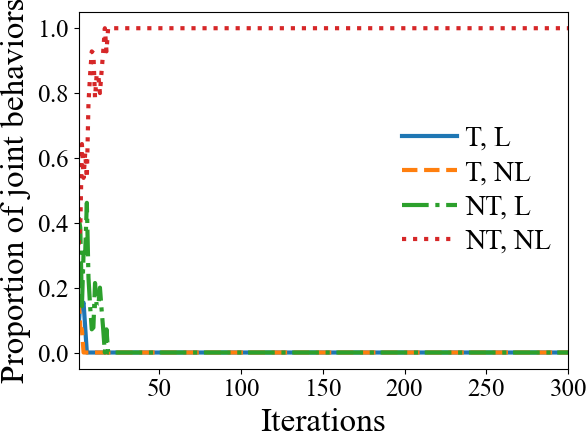 Proportion of joint behaviors
1.0
0.8
0.6
0.4
0.2
0.0
T, L
T, NL
NT, L
NT, NL
50
100
150
200
250
300
Iterations